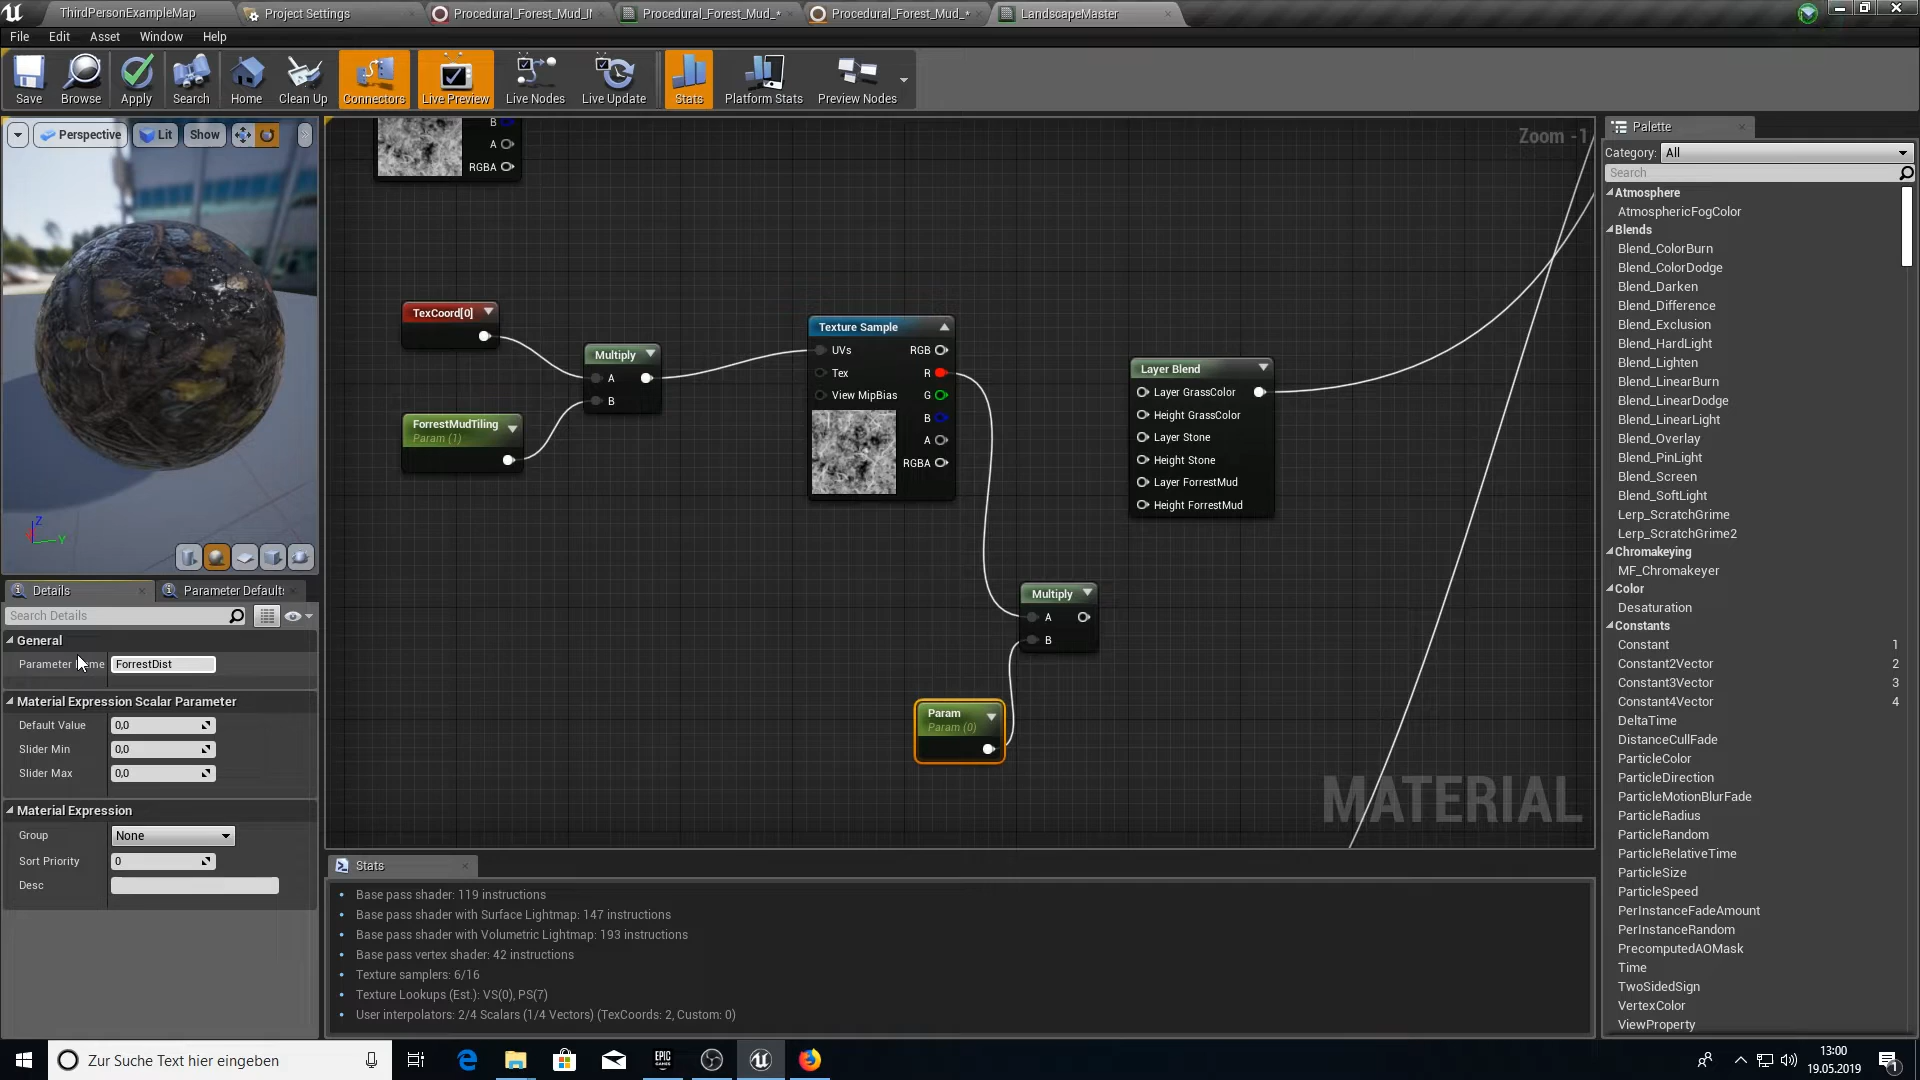 ThirdPersonExampleMap
Project Settings
Procedural_Forest_Mud_I
Procedural_Forest_Mud_*
Procedural_Forest_Mud_*
LandscapeMaster
File Edit Asset Window Help
Save Browse Apply Search Home Clean Up Connectors Live Preview Live Nodes Live Update Stats Platform Stats Preview Nodes
Perspective Lit Show
Zoom -1
B
A
RGBA
TexCoord[0]
Multiply
A
B
ForrestMudTiling
Param (1)
Texture Sample
UVs RGB
Tex R
View MipBias G
B
A
RGBA
Layer Blend
Layer GrassColor
Height GrassColor
Layer Stone
Height Stone
Layer ForrestMud
Height ForrestMud
Multiply
A
B
Param
Param (0)
MATERIAL
Z
Y
Details
Parameter Defaults
Search Details
General
Parameter ForrestDist
Material Expression Scalar Parameter
Default Value 0,0
Slider Min 0,0
Slider Max 0,0
Material Expression
Group None
Sort Priority 0
Desc
Stats
Base pass shader: 119 instructions
Base pass shader with Surface Lightmap: 147 instructions
Base pass shader with Volumetric Lightmap: 193 instructions
Base pass vertex shader: 42 instructions
Texture samplers: 6/16
Texture Lookups (Est.): VS(0), PS(7)
User interpolators: 2/4 Scalars (1/4 Vectors) (TexCoords: 2, Custom: 0)
Palette
Category: All
Search
Atmosphere
AtmosphericFogColor
Blends
Blend_ColorBurn
Blend_ColorDodge
Blend_Darken
Blend_Difference
Blend_Exclusion
Blend_HardLight
Blend_Lighten
Blend_LinearBurn
Blend_LinearDodge
Blend_LinearLight
Blend_Overlay
Blend_PinLight
Blend_Screen
Blend_SoftLight
Lerp_ScratchGrime
Lerp_ScratchGrime2
Chromakeying
MF_Chromakeyer
Color
Desaturation
Constants
Constant 1
Constant2Vector 2
Constant3Vector 3
Constant4Vector 4
DeltaTime
DistanceCullFade
ParticleColor
ParticleDirection
ParticleMotionBlurFade
ParticleRadius
ParticleRandom
ParticleRelativeTime
ParticleSize
ParticleSpeed
PerInstanceFadeAmount
PerInstanceRandom
PrecomputedAOMask
Time
TwoSidedSign
VertexColor
ViewProperty
Zur Suche Text hier eingeben
EPIC
GAMES
13:00
19.05.2019
1